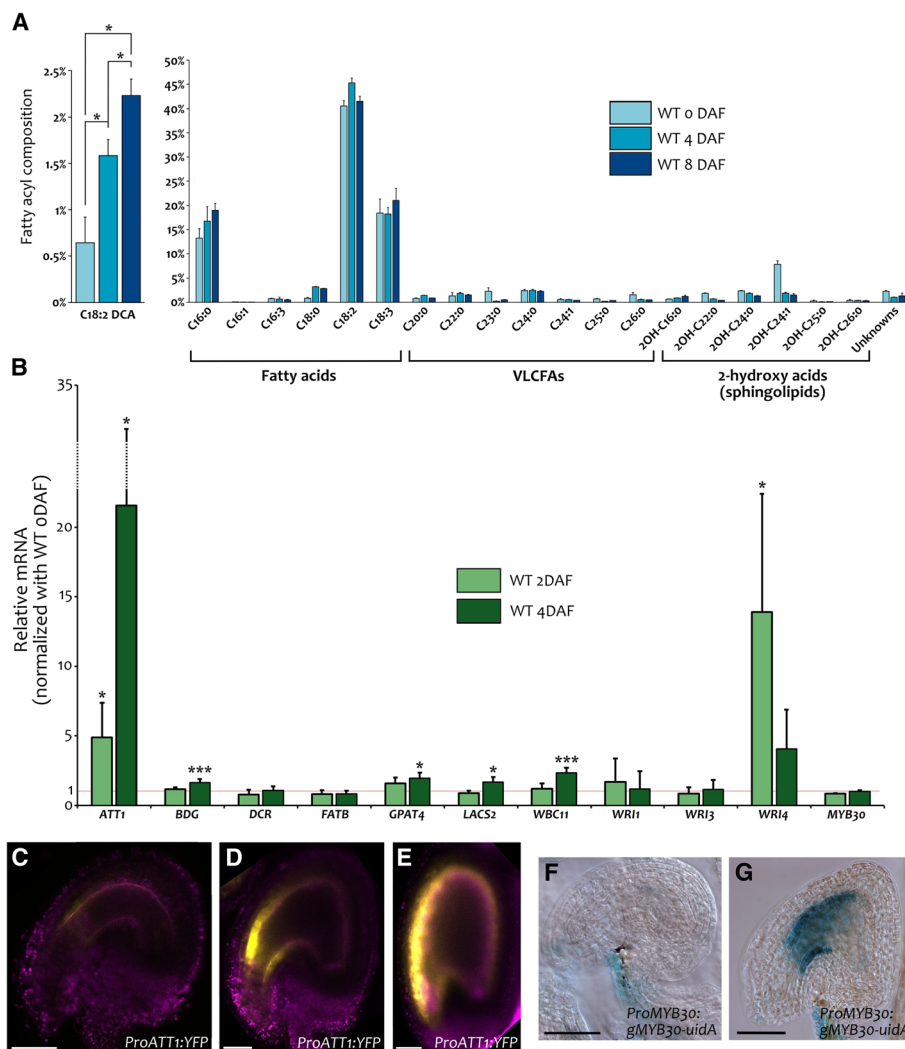 A
Fatty acyl composition
2.5%
2%
1.5%
1%
0.5%
0%
*
*
*
C18:2 DCA
50%
45%
40%
35%
30%
25%
20%
15%
10%
5%
0%
WT 0 DAF
WT 4 DAF
WT 8 DAF
C16:0
C16:1
C16:3
C18:0
C18:2
C18:3
C20:0
C22:0
C23:0
C24:0
C24:1
C25:0
C26:0
2OH-C16:0
2OH-C22:0
2OH-C24:0
2OH-C24:1
2OH-C25:0
2OH-C26:0
Unknowns
Fatty acids
VLCFAs
2-hydroxy acids
(sphingolipids)
B
Relative mRNA
(normalized with WT 0DAF)
35
20
15
10
5
1
0
WT 2DAF
WT 4DAF
*
*
***
*
*
***
*
ATT1
BDG
DCR
FATB
GPAT4
LACS2
WBC11
WRI1
WRI3
WRI4
MYB30
C
ProATT1:YFP
D
ProATT1:YFP
E
ProATT1:YFP
F
ProMYB30:
gMYB30-uidA
G
ProMYB30:
gMYB30-uidA